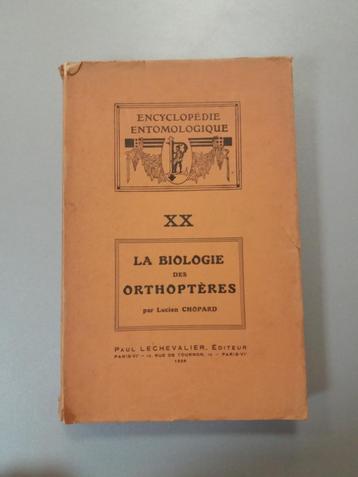 ENCYCLOPÉDIE
ENTOMOLOGIQUE
XX
LA BIOLOGIE
DES
ORTHOPTÈRES
par Lucien CHOPARD
PAUL LECHEVALIER, ÉDITEUR
PARIS-VIᵉ — 12, RUE DE TOURNON, 12 — PARIS-VIᵉ